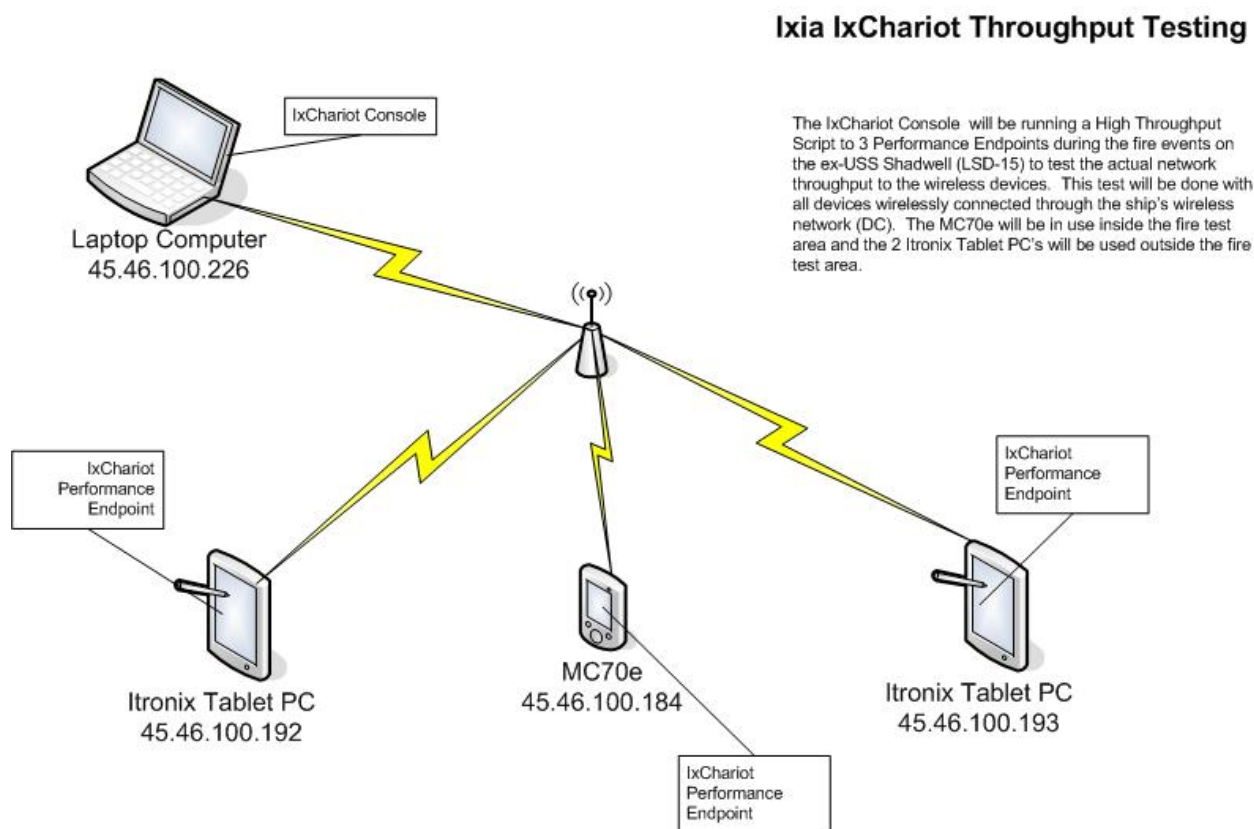 Ixia IxChariot Throughput Testing
The IxChariot Console will be running a High Throughput
Script to 3 Performance Endpoints during the fire events on
the ex-USS Shadwell (LSD-15) to test the actual network
throughput to the wireless devices. This test will be done with
all devices wirelessly connected through the ship's wireless
network (DC). The MC70e will be in use inside the fire test
area and the 2 Itronix Tablet PC's will be used outside the fire
test area.
IxChariot Console
Laptop Computer
45.46.100.226
IxChariot
Performance
Endpoint
Itronix Tablet PC
45.46.100.192
MC70e
45.46.100.184
IxChariot
Performance
Endpoint
IxChariot
Performance
Endpoint
Itronix Tablet PC
45.46.100.193